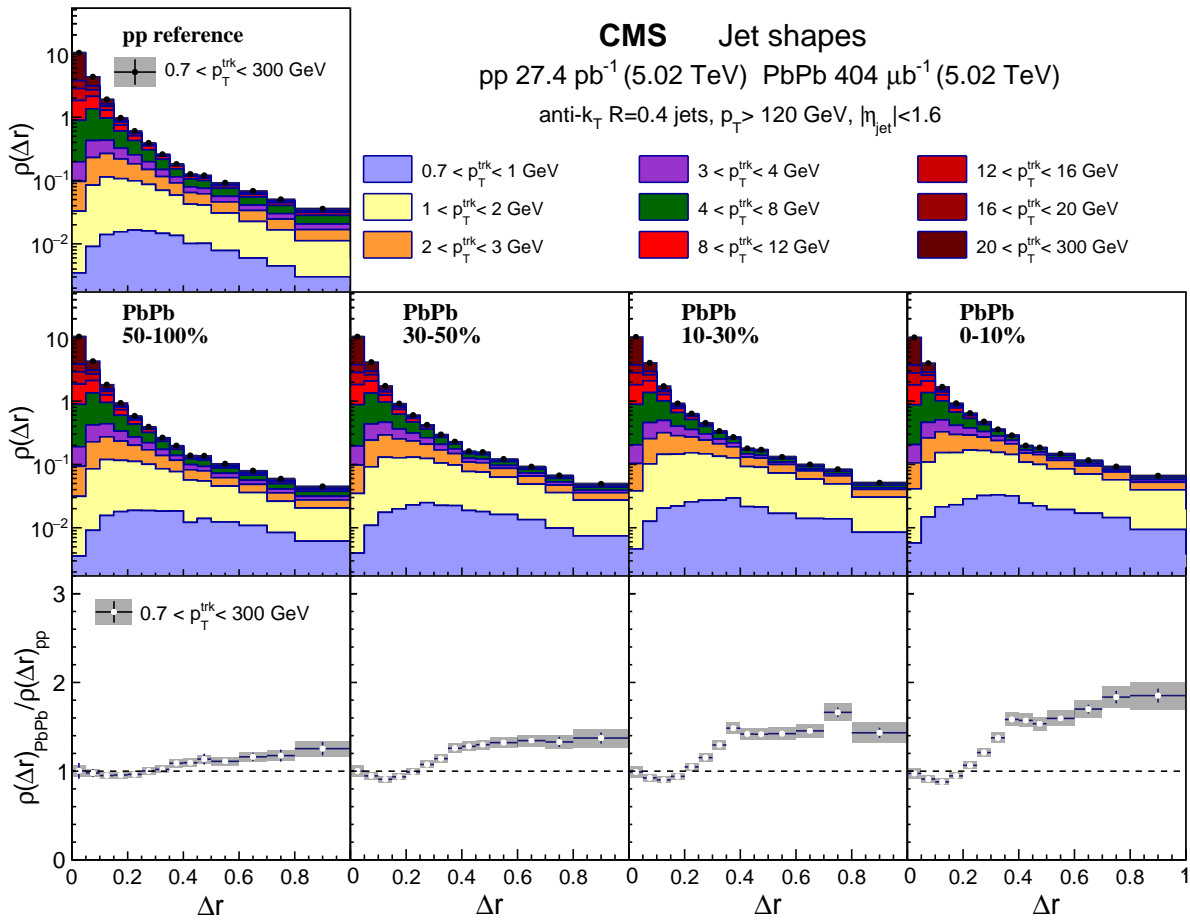 CMS Jet shapes
pp 27.4 pb⁻¹ (5.02 TeV) PbPb 404 μb⁻¹ (5.02 TeV)
anti-k_T R=0.4 jets, p_T> 120 GeV, |η_jet|<1.6
pp reference
0.7 < p_T^trk < 300 GeV
0.7 < p_T^trk < 1 GeV
1 < p_T^trk < 2 GeV
2 < p_T^trk < 3 GeV
3 < p_T^trk < 4 GeV
4 < p_T^trk < 8 GeV
8 < p_T^trk < 12 GeV
12 < p_T^trk < 16 GeV
16 < p_T^trk < 20 GeV
20 < p_T^trk < 300 GeV
ρ(Δr)
10
1
10⁻¹
10⁻²
PbPb
50-100%
PbPb
30-50%
PbPb
10-30%
PbPb
0-10%
ρ(Δr)
10
1
10⁻¹
10⁻²
0.7 < p_T^trk < 300 GeV
ρ(Δr)_PbPb/ρ(Δr)_pp
3
2
1
0
0 0.2 0.4 0.6 0.8
0.2 0.4 0.6 0.8
0.2 0.4 0.6 0.8
0.2 0.4 0.6 0.8 1
Δr
Δr
Δr
Δr